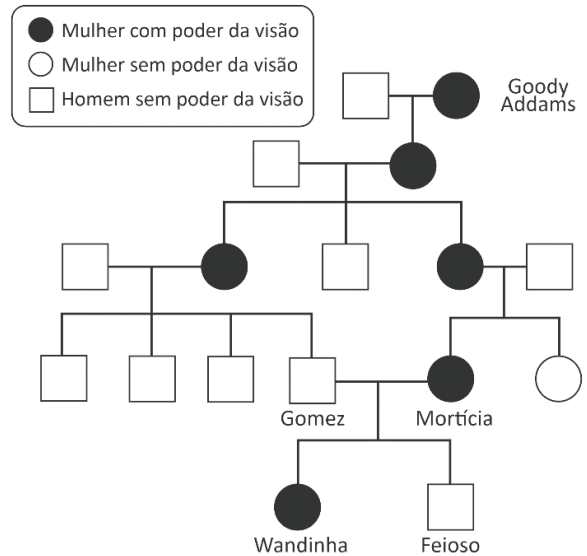 Mulher com poder da visão
Mulher sem poder da visão
Homem sem poder da visão
Goody
Addams
Gomez
Mortícia
Wandinha
Feioso